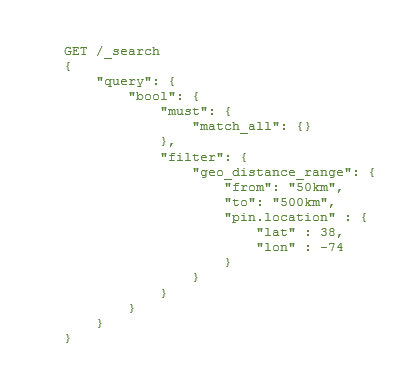 GET /_search
{
    "query": {
        "bool": {
            "must": {
                "match_all": {}
            },
            "filter": {
                "geo_distance_range": {
                    "from": "50km",
                    "to": "500km",
                    "pin.location" : {
                        "lat" : 38,
                        "lon" : -74
                    }
                }
            }
        }
    }
}